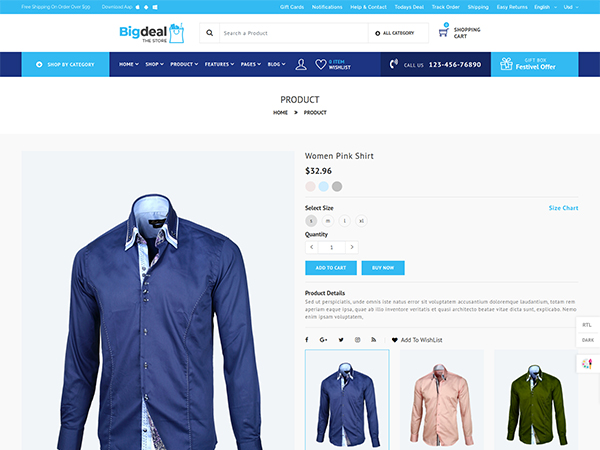 Free Shipping On Order Over $99 Download App Gift Cards Notifications Help & Contact Todays Deal Track Order Shipping Easy Returns English Usd
Bigdeal
THE STORE
Search a Product
ALL CATEGORY
0
SHOPPING CART
SHOP BY CATEGORY
HOME SHOP PRODUCT FEATURES PAGES BLOG
0 ITEM
WISHLIST
CALL US 123-456-76890
GIFT BOX
Festivel Offer
PRODUCT
HOME » PRODUCT
Women Pink Shirt
$32.96
Select Size Size Chart
s m l xl
Quantity
< 1 >
ADD TO CART BUY NOW
Product Details
Sed ut perspiciatis, unde omnis iste natus error sit voluptatem accusantium doloremque laudantium, totam rem
aperiam eaque ipsa, quae ab illo inventore veritatis et quasi architecto beatae vitae dicta sunt, explicabo. Nemo
enim ipsam voluptatem,
Add To WishList
RTL
DARK